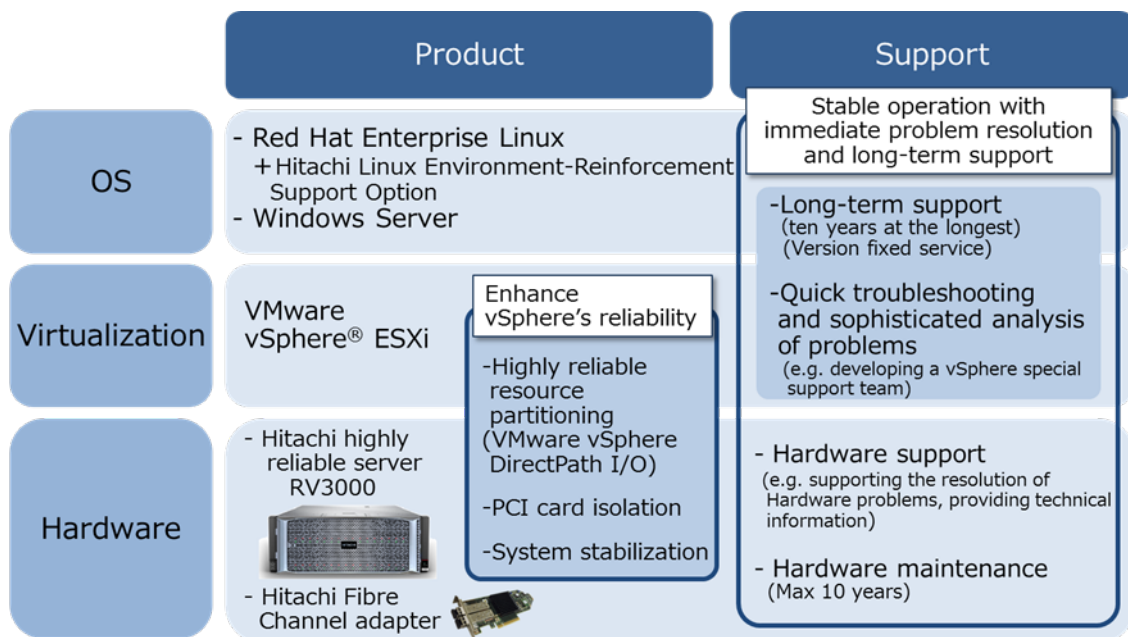 Product
Support
OS
- Red Hat Enterprise Linux
+Hitachi Linux Environment-Reinforcement
Support Option
- Windows Server
Stable operation with
immediate problem resolution
and long-term support
-Long-term support
(ten years at the longest)
(Version fixed service)
-Quick troubleshooting
and sophisticated analysis
of problems
(e.g. developing a vSphere special
support team)
Virtualization
VMware
vSphere® ESXi
Enhance
vSphere's reliability
-Highly reliable
resource
partitioning
(VMware vSphere
DirectPath I/O)
-PCI card isolation
-System stabilization
Hardware
- Hitachi highly
reliable server
RV3000
- Hitachi Fibre
Channel adapter
- Hardware support
(e.g. supporting the resolution of
Hardware problems, providing technical
information)
- Hardware maintenance
(Max 10 years)